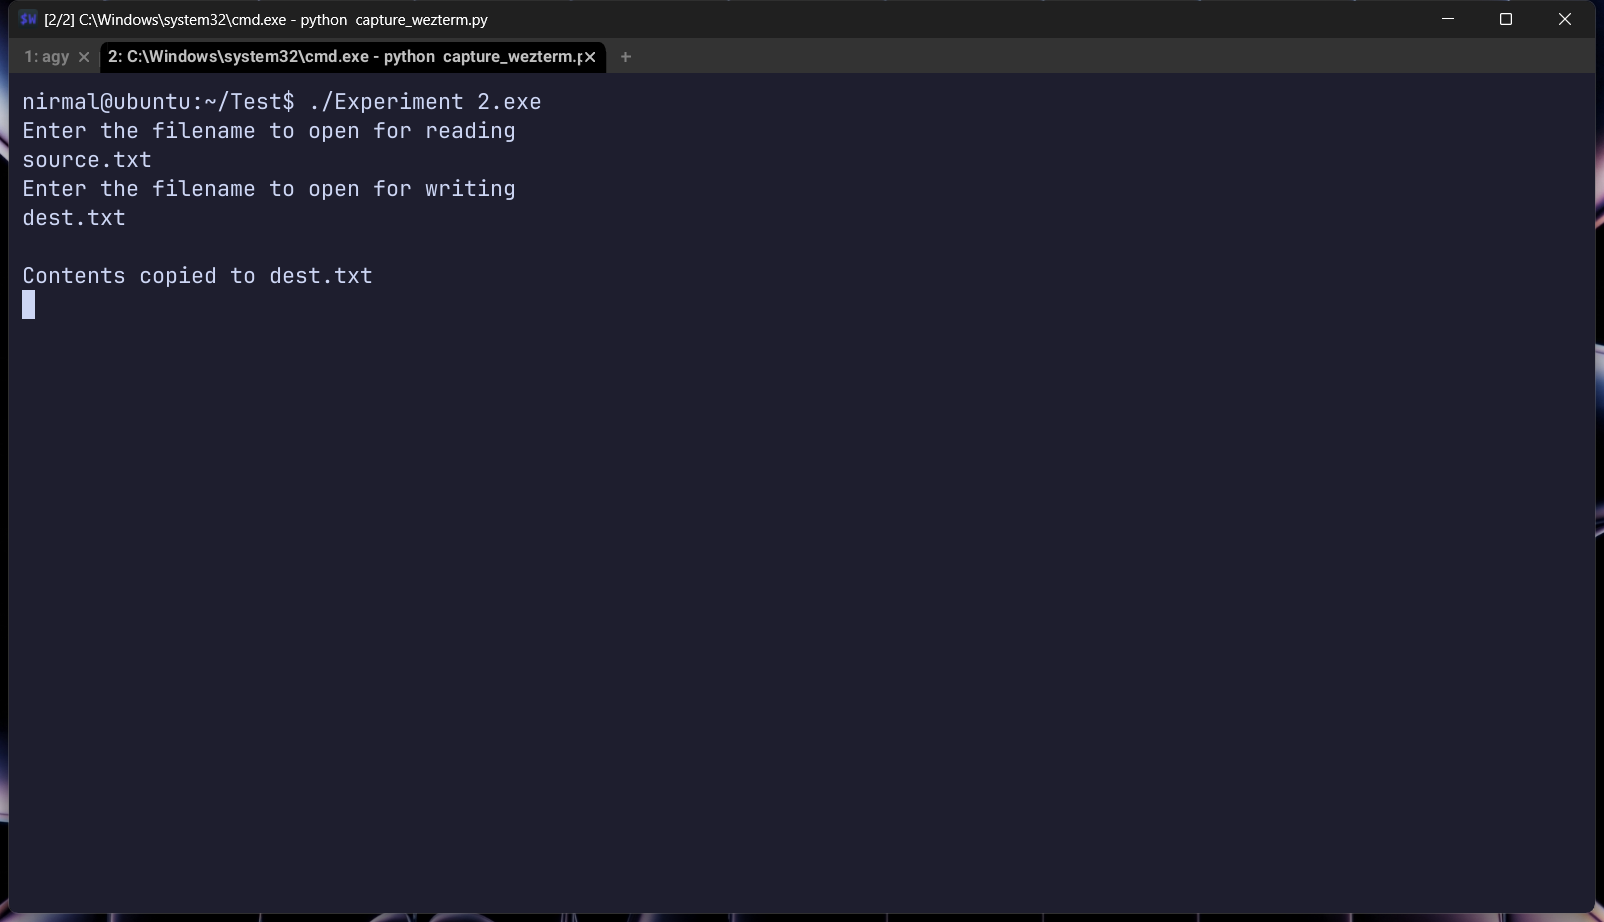 $W [2/2] C:\Windows\system32\cmd.exe - python  capture_wezterm.py
1: agy × 2: C:\Windows\system32\cmd.exe - python  capture_wezterm.p × +
nirmal@ubuntu:~/Test$ ./Experiment 2.exe
Enter the filename to open for reading
source.txt
Enter the filename to open for writing
dest.txt
Contents copied to dest.txt